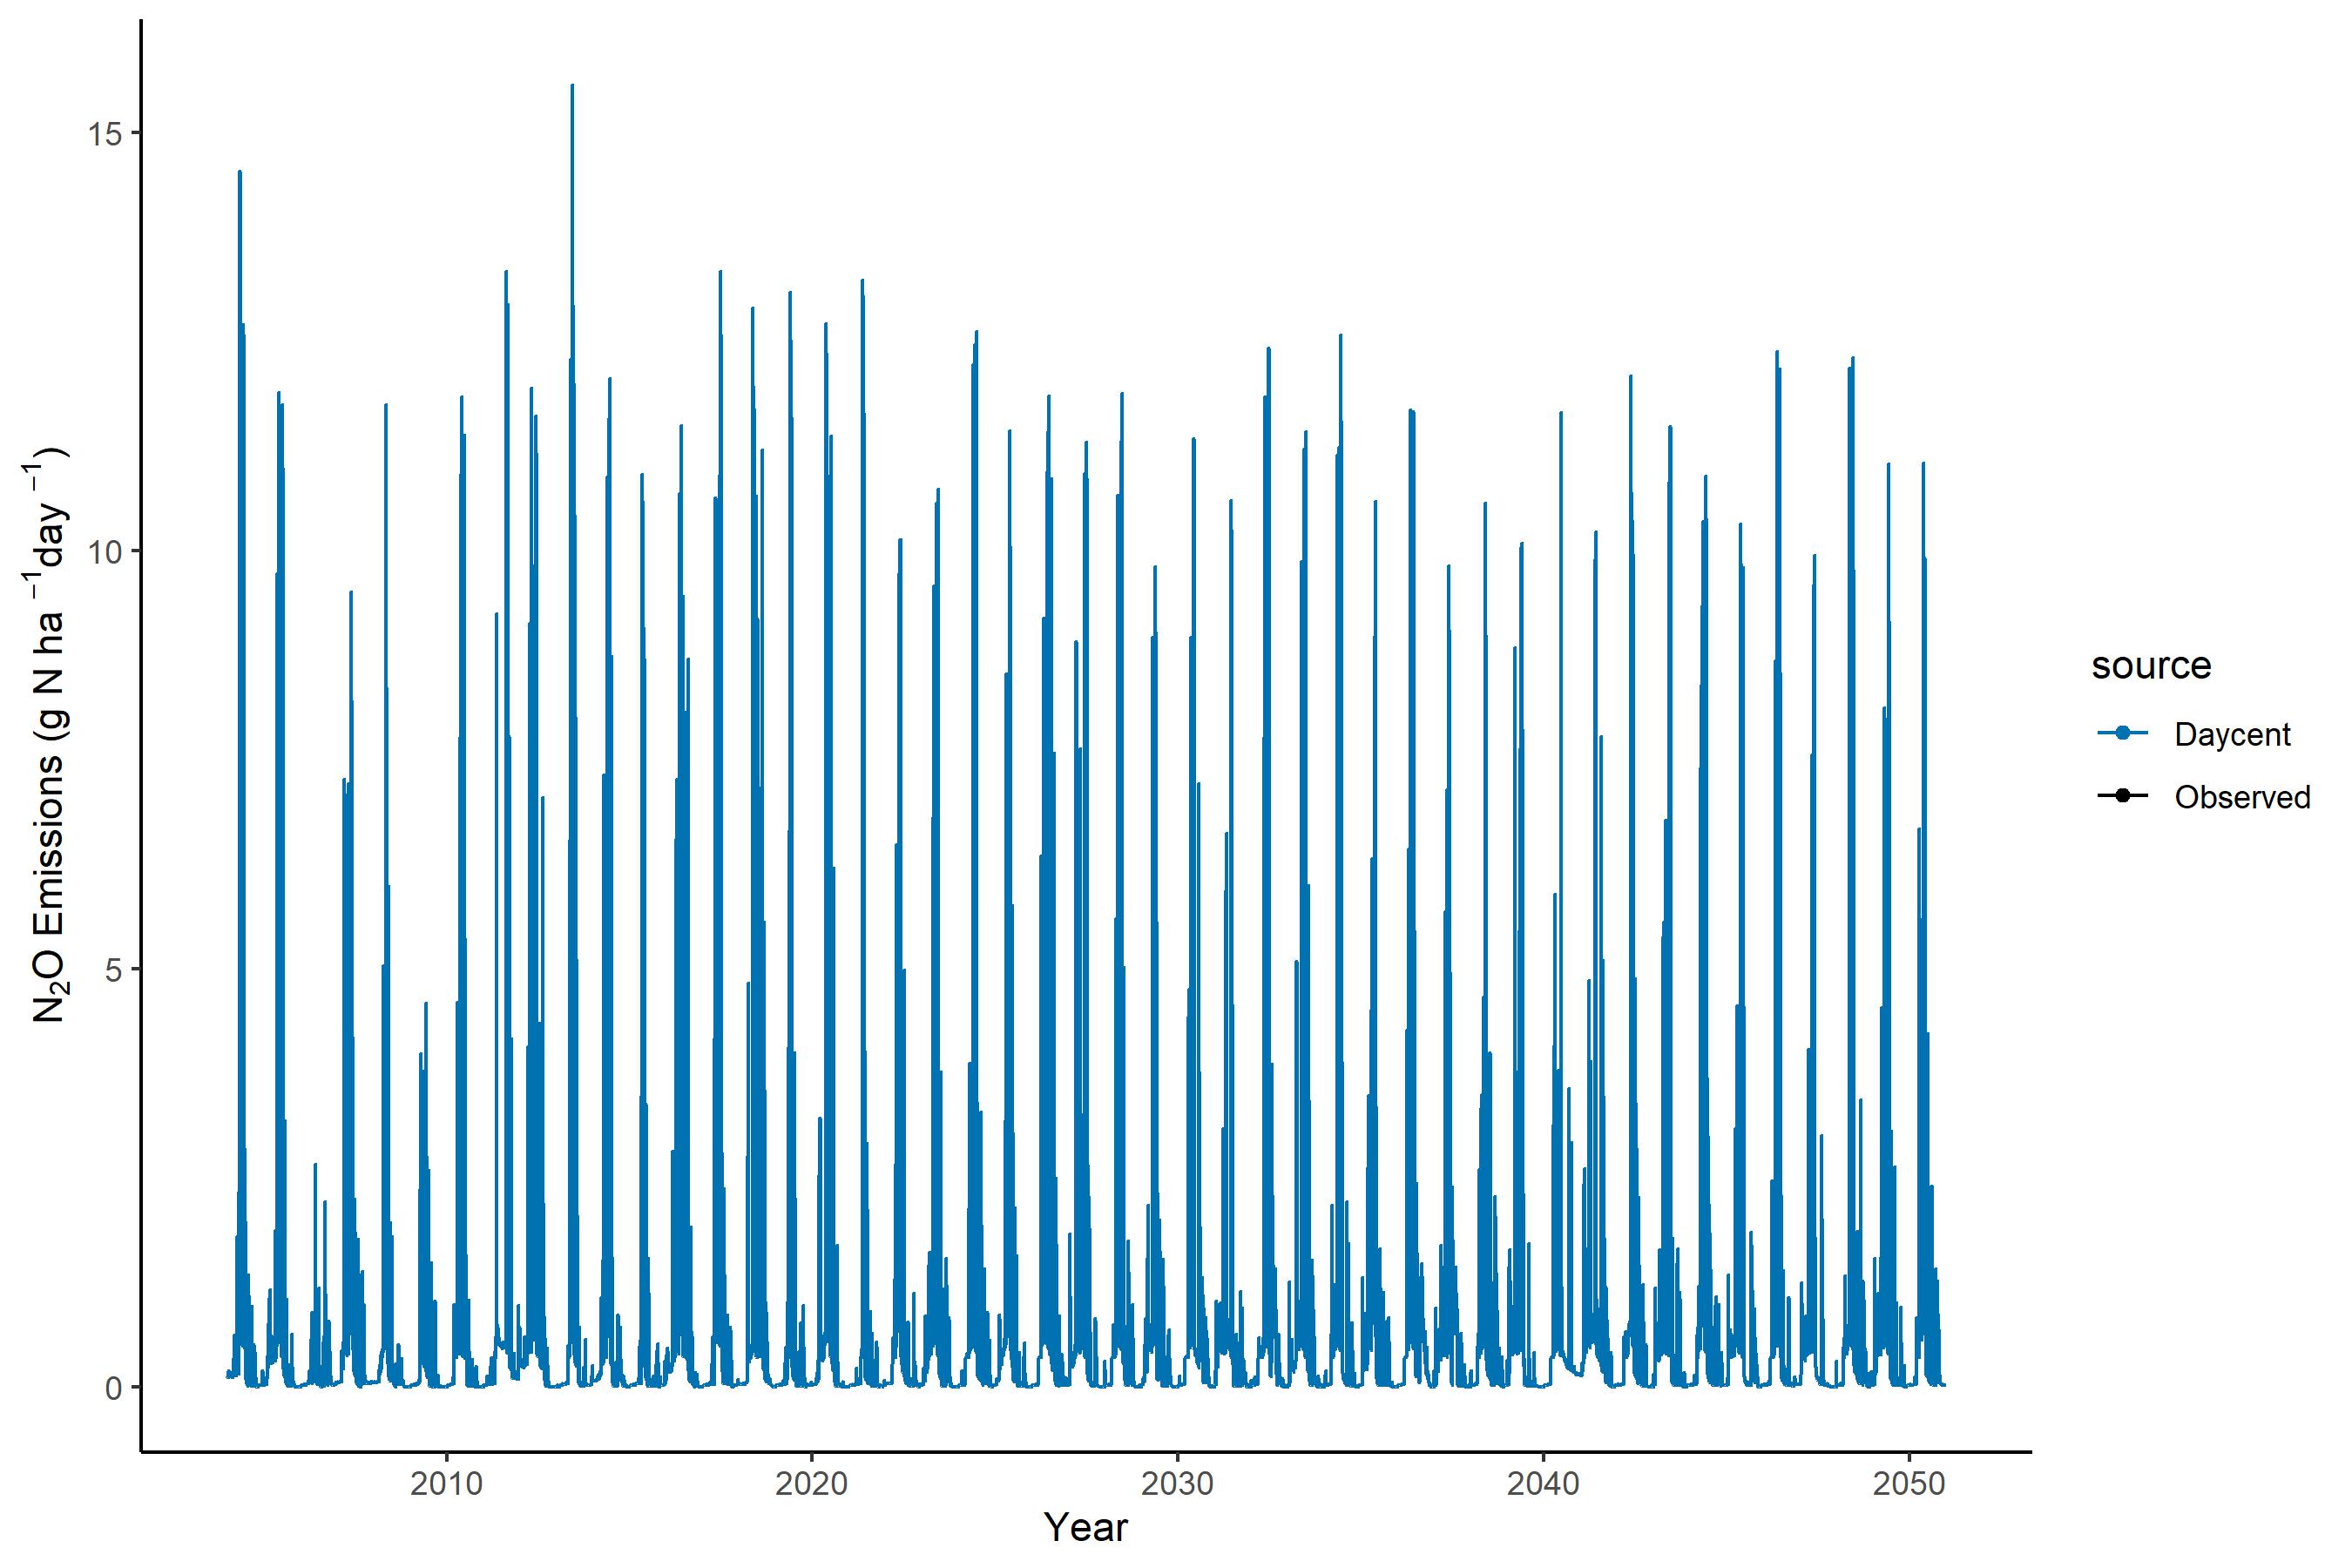 15
10
5
0
N₂O Emissions (g N ha ⁻¹day ⁻¹)
2010 2020 2030 2040 2050
Year
source
Daycent
Observed